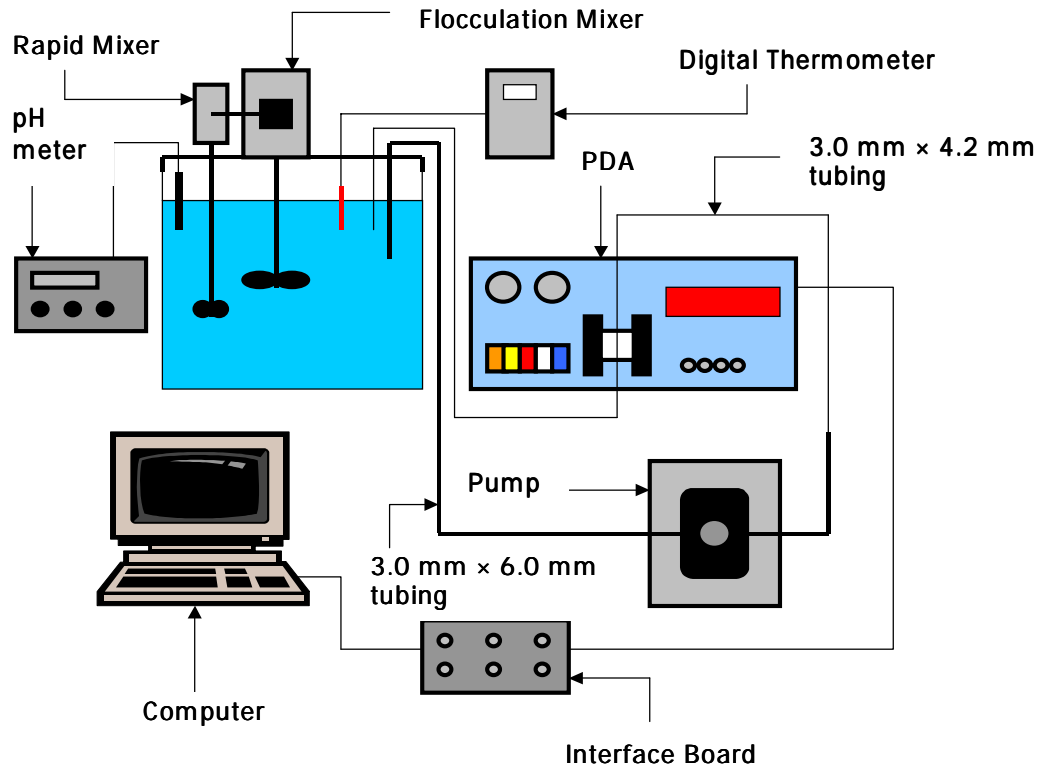 Flocculation Mixer
Rapid Mixer
Digital Thermometer
pH
meter
PDA
3.0 mm × 4.2 mm
tubing
Pump
3.0 mm × 6.0 mm
tubing
Computer
Interface Board